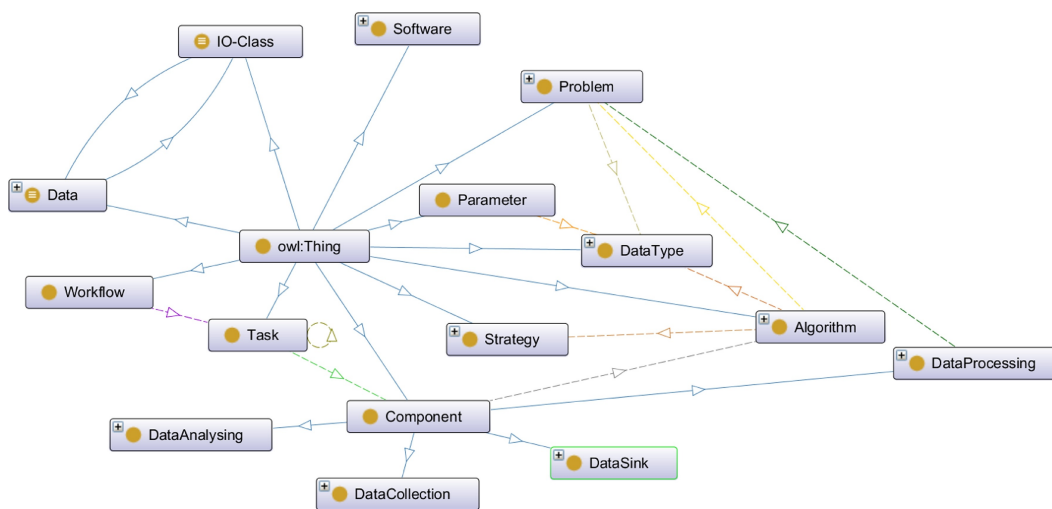 Software
IO-Class
Problem
Data
Parameter
owl:Thing
DataType
Workflow
Task
Strategy
Algorithm
DataProcessing
Component
DataAnalysing
DataSink
DataCollection